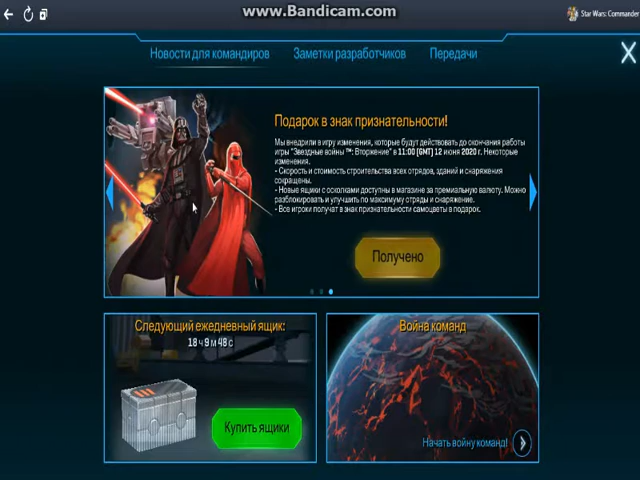 www.Bandicam.com
Star Wars: Commander
Новости для командиров
Заметки разработчиков
Передачи
Подарок в знак признательности!
Мы внедрили в игру изменения, которые будут действовать до окончания работы
игры "Звездные войны ™: Вторжение" в 11:00 (GMT) 12 июня 2020 г. Некоторые
изменения.
- Скорость и стоимость строительства всех отрядов, зданий и снаряжения
сокращены.
- Новые ящики с осколками доступны в магазине за премиальную валюту. Можно
разблокировать и улучшить по максимуму отряды и снаряжение.
- Все игроки получат в знак признательности самоцветы в подарок.
Получено
Следующий ежедневный ящик:
18 ч 9 м 48 с
Купить ящики
Война команд
Начать войну команд!